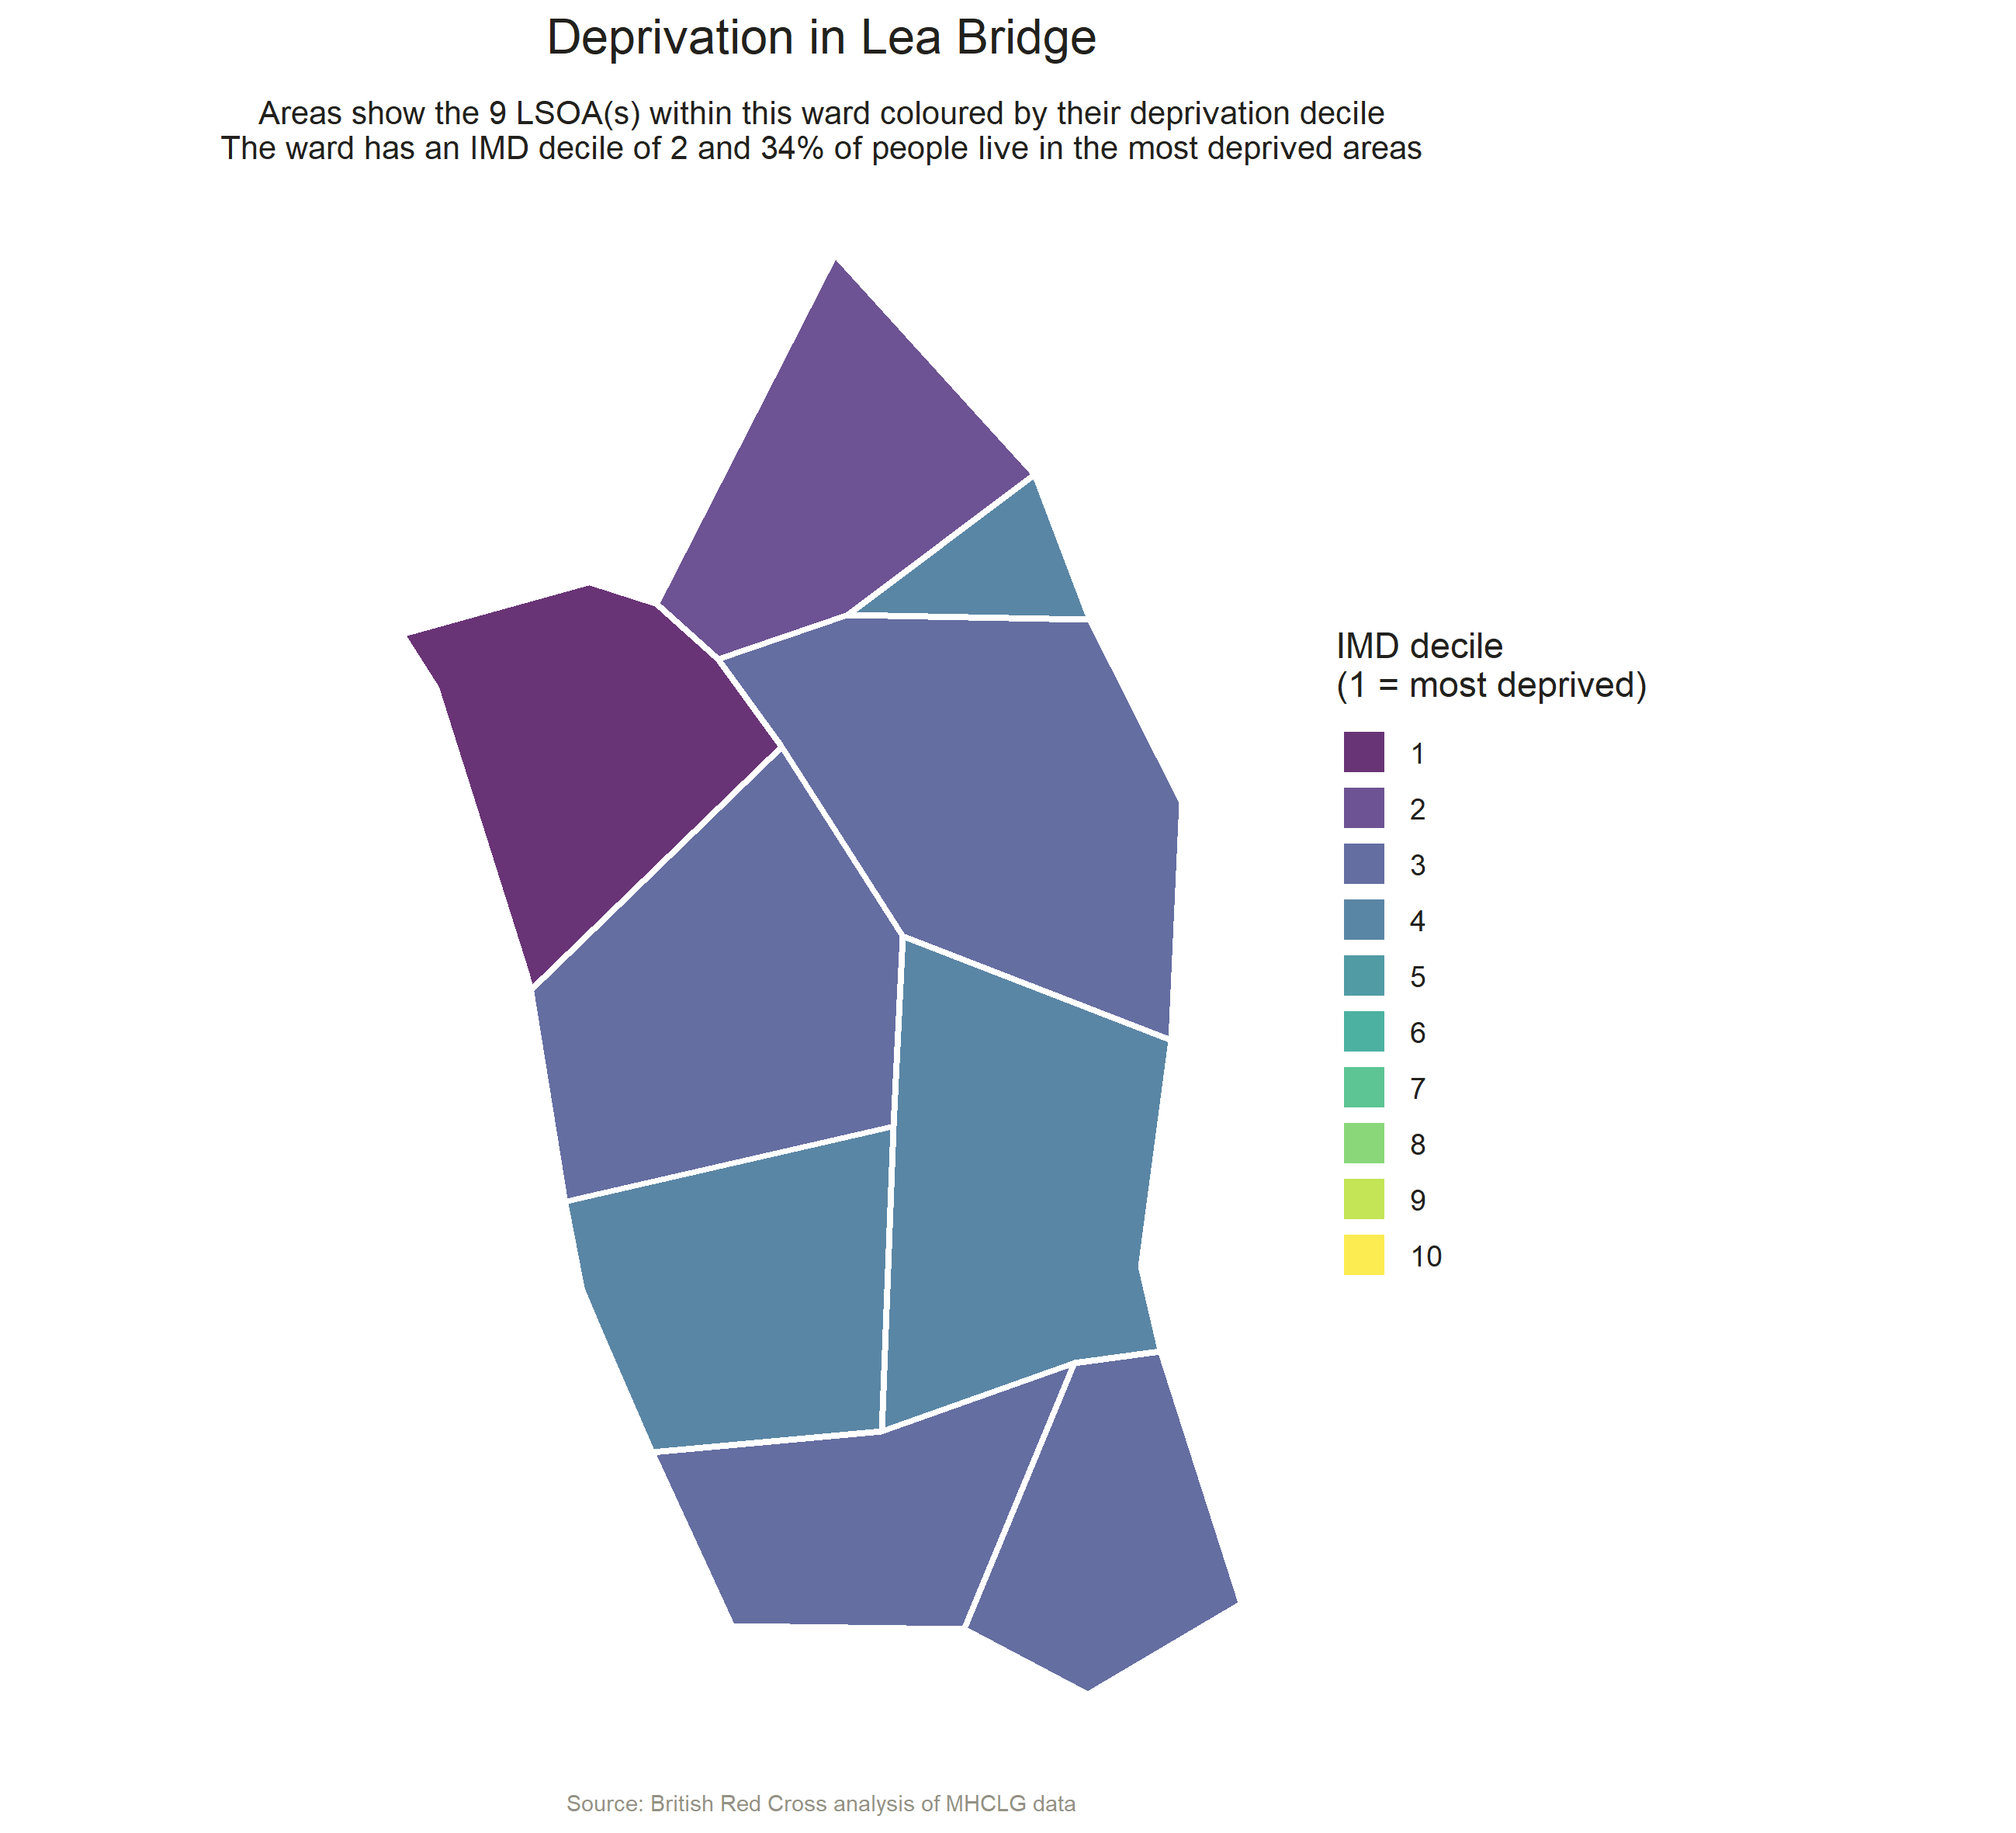 Deprivation in Lea Bridge
Areas show the 9 LSOA(s) within this ward coloured by their deprivation decile
The ward has an IMD decile of 2 and 34% of people live in the most deprived areas
IMD decile
(1 = most deprived)
1
2
3
4
5
6
7
8
9
10
Source: British Red Cross analysis of MHCLG data